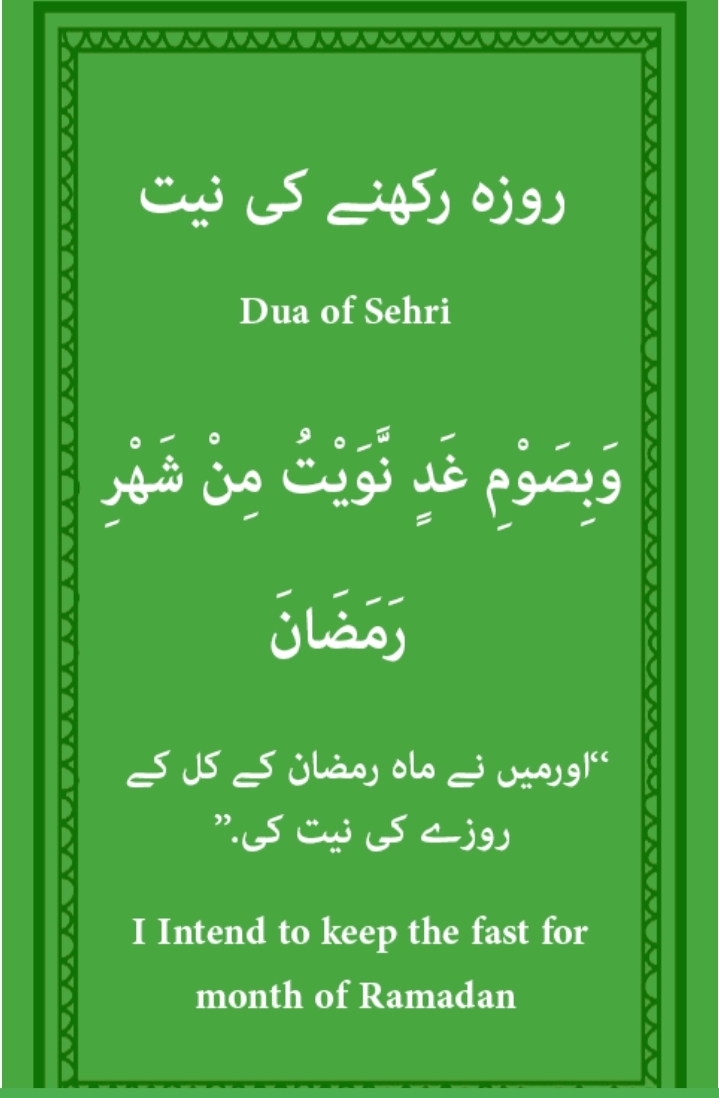 روزہ رکھنے کی نیت
Dua of Sehri
وَبِصَوْمِ غَدٍ نَّوَيْتُ مِنْ شَهْرِ
رَمَضَانَ
“اورمیں نے ماہ رمضان کے کل کے
روزے کی نیت کی.”
I Intend to keep the fast for
month of Ramadan